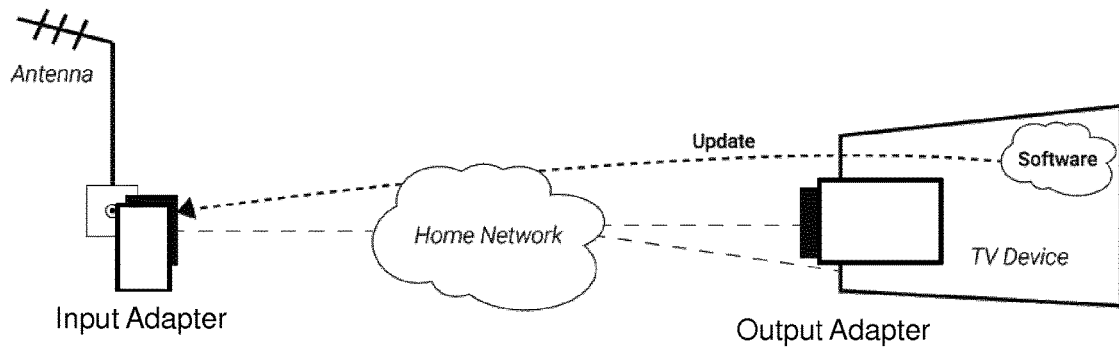 Antenna
Update
Software
Home Network
TV Device
Input Adapter
Output Adapter